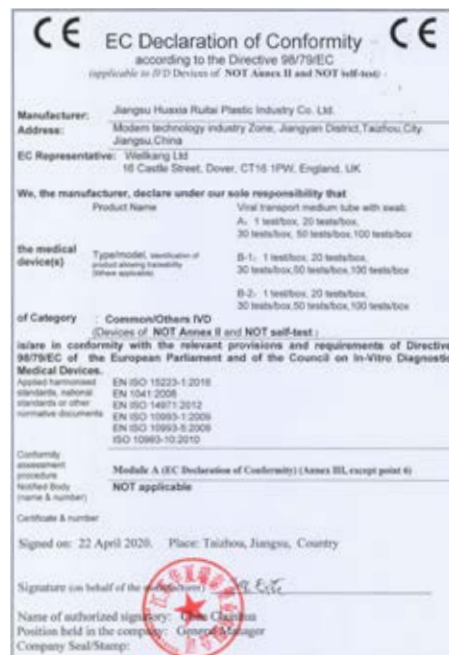 CE
EC Declaration of Conformity
CE
according to the Directive 98/79/EC
(applicable to IVD Devices of NOT Annex II and NOT self-test)
Manufacturer: Jiangsu Huaxia Ruitai Plastic Industry Co. Ltd.
Address: Modern technology industry Zone, Jiangyan District,Taizhou,City
Jiangsu,China
EC Representative: Wellkang Ltd
16 Castle Street, Dover, CT16 1PW, England, UK
We, the manufacturer, declare under our sole responsibility that
Product Name Viral transport medium tube with swab
the medical device(s)
Type/model, identification of product allowing traceability (Where applicable)
A: 1 test/box, 20 tests/box,
30 tests/box, 50 tests/box,100 tests/box
B-1: 1 test/box, 20 tests/box,
30 tests/box,50 tests/box,100 tests/box
B-2: 1 test/box, 20 tests/box,
30 tests/box,50 tests/box,100 tests/box
of Category : Common/Others IVD
(Devices of NOT Annex II and NOT self-test)
is/are in conformity with the relevant provisions and requirements of Directive
98/79/EC of the European Parliament and of the Council on In-Vitro Diagnostic
Medical Devices.
Applied harmonised
standards, national
standards or other
normative documents
EN ISO 15223-1:2016
EN 1041:2008
EN ISO 14971:2012
EN ISO 10993-1:2009
EN ISO 10993-5:2009
ISO 10993-10:2010
Conformity
assessment
procedure
Module A (EC Declaration of Conformity) (Annex III, except point 6)
Notified Body
(name & number)
NOT applicable
Certificate & number
Signed on: 22 April 2020. Place: Taizhou, Jiangsu, Country
Signature (on behalf of the manufacturer)
Name of authorized signatory:
Position held in the company: General Manager
Company Seal/Stamp: